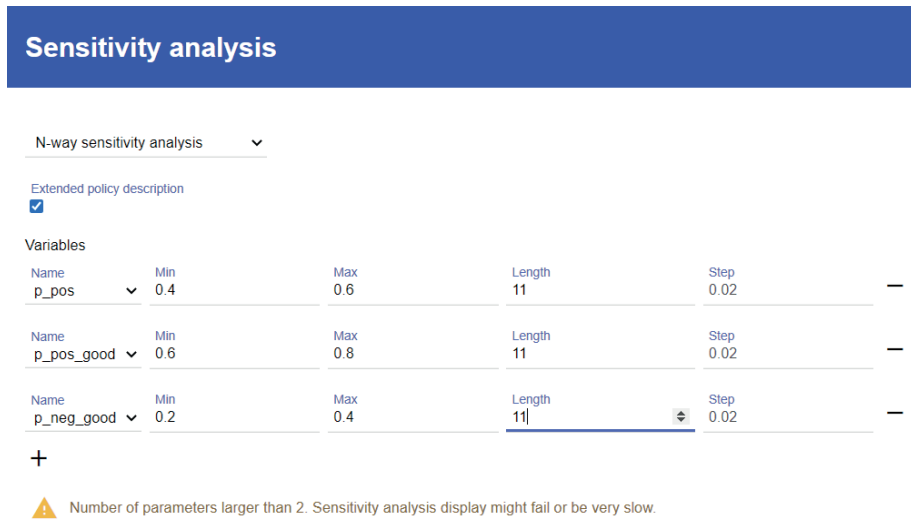 Sensitivity analysis
N-way sensitivity analysis
Extended policy description
Variables
Name Min Max Length Step
p_pos 0.4 0.6 11 0.02
Name Min Max Length Step
p_pos_good 0.6 0.8 11 0.02
Name Min Max Length Step
p_neg_good 0.2 0.4 11 0.02
Number of parameters larger than 2. Sensitivity analysis display might fail or be very slow.